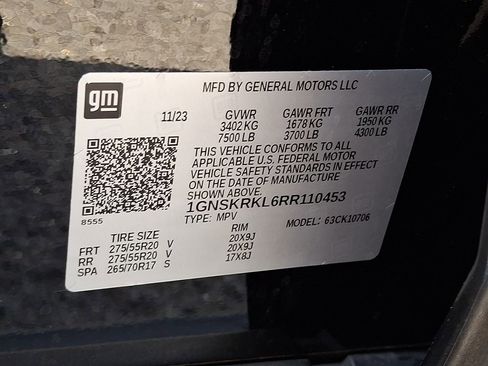 gm
MFD BY GENERAL MOTORS LLC
11/23 GVWR GAWR FRT GAWR RR
3402 KG 1678 KG 1950 KG
7500 LB 3700 LB 4300 LB
THIS VEHICLE CONFORMS TO ALL
APPLICABLE U.S. FEDERAL MOTOR
VEHICLE SAFETY STANDARDS IN EFFECT
ON THE DATE OF MANUFACTURE
SHOWN ABOVE.
8555
1GNSKRKL6RR110453
TYPE: MPV MODEL: 63CK10706
TIRE SIZE RIM
FRT 275/55R20 V 20X9J
RR 275/55R20 V 20X9J
SPA 265/70R17 S 17X8J